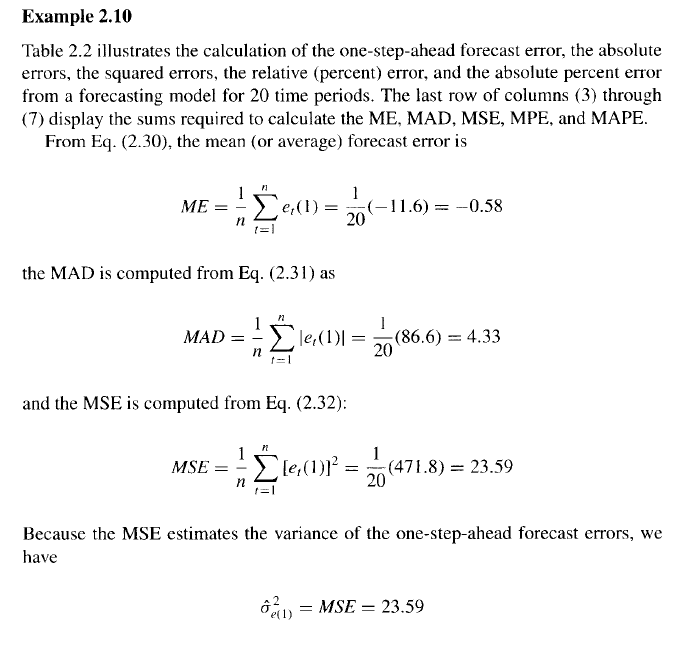 Example 2.10
Table 2.2 illustrates the calculation of the one-step-ahead forecast error, the absolute
errors, the squared errors, the relative (percent) error, and the absolute percent error
from a forecasting model for 20 time periods. The last row of columns (3) through
(7) display the sums required to calculate the ME, MAD, MSE, MPE, and MAPE.
From Eq. (2.30), the mean (or average) forecast error is
ME = \frac{1}{n} \sum_{t=1}^{n} e_t(1) = \frac{1}{20}(-11.6) = -0.58
the MAD is computed from Eq. (2.31) as
MAD = \frac{1}{n} \sum_{t=1}^{n} |e_t(1)| = \frac{1}{20}(86.6) = 4.33
and the MSE is computed from Eq. (2.32):
MSE = \frac{1}{n} \sum_{t=1}^{n} [e_t(1)]^2 = \frac{1}{20}(471.8) = 23.59
Because the MSE estimates the variance of the one-step-ahead forecast errors, we
have
\hat{\sigma}^2_{e(1)} = MSE = 23.59